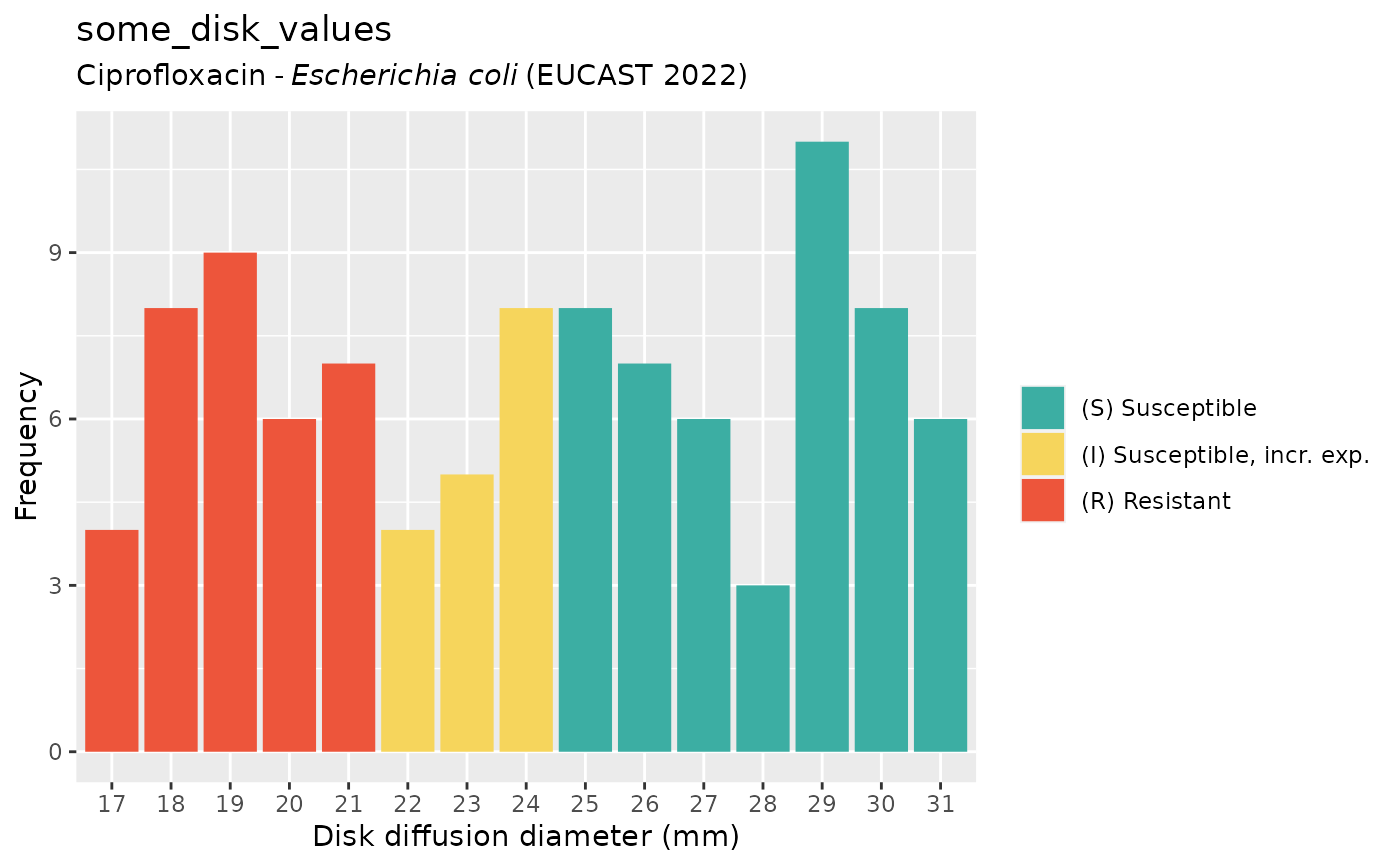 some_disk_values
Ciprofloxacin - Escherichia coli (EUCAST 2022)
Frequency
9
6
3
0
17 18 19 20 21 22 23 24 25 26 27 28 29 30 31
Disk diffusion diameter (mm)
(S) Susceptible
(I) Susceptible, incr. exp.
(R) Resistant